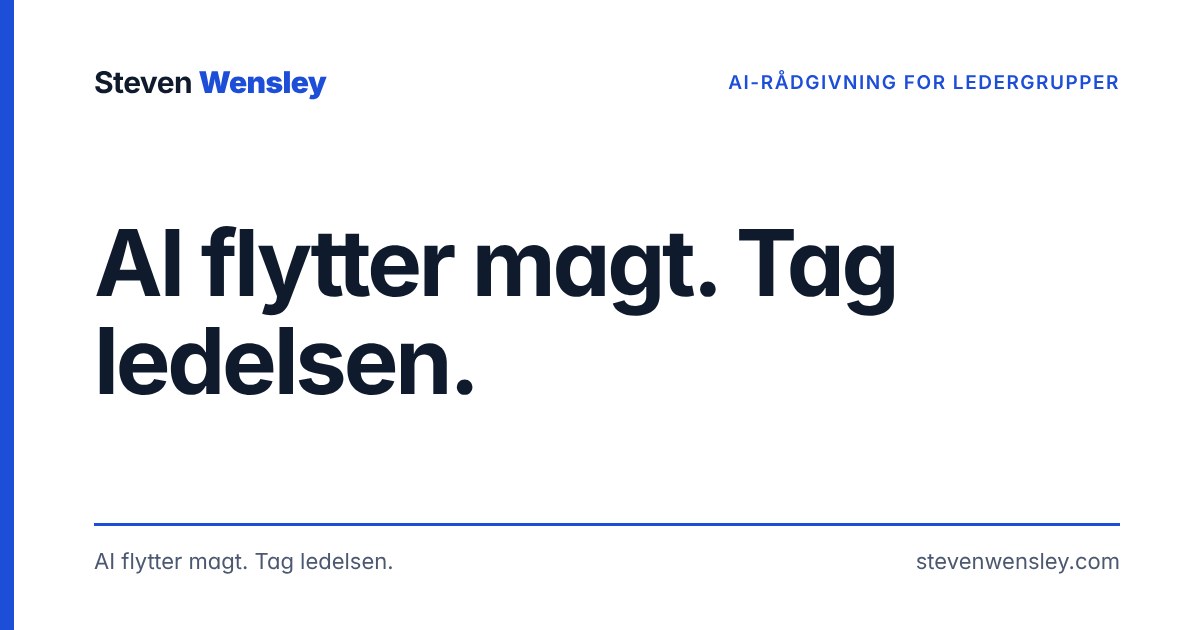 Steven Wensley
AI-RÅDGIVNING FOR LEDERGRUPPER
AI flytter magt. Tag
ledelsen.
AI flytter magt. Tag ledelsen.
stevenwensley.com